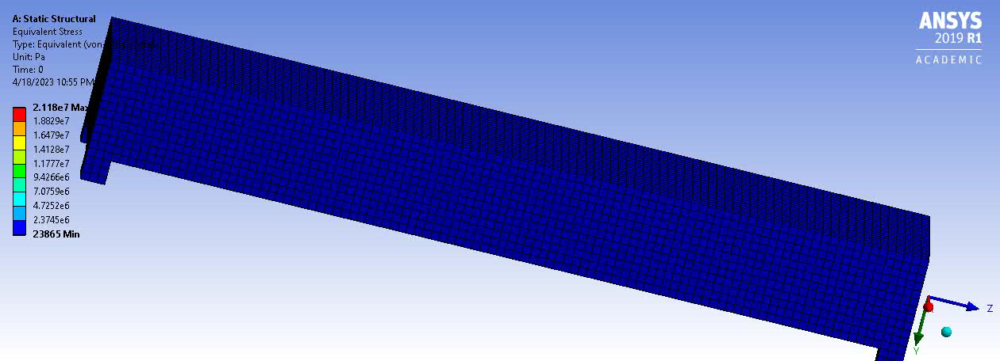 A: Static Structural
Equivalent Stress
Type: Equivalent (von-
Unit: Pa
Time: 0
4/18/2023 10:55 PM
2.118e7 Max
1.8829e7
1.6479e7
1.4128e7
1.1777e7
9.4266e6
7.0759e6
4.7252e6
2.3745e6
23865 Min
ANSYS
2019 R1
ACADEMIC
Z
Y